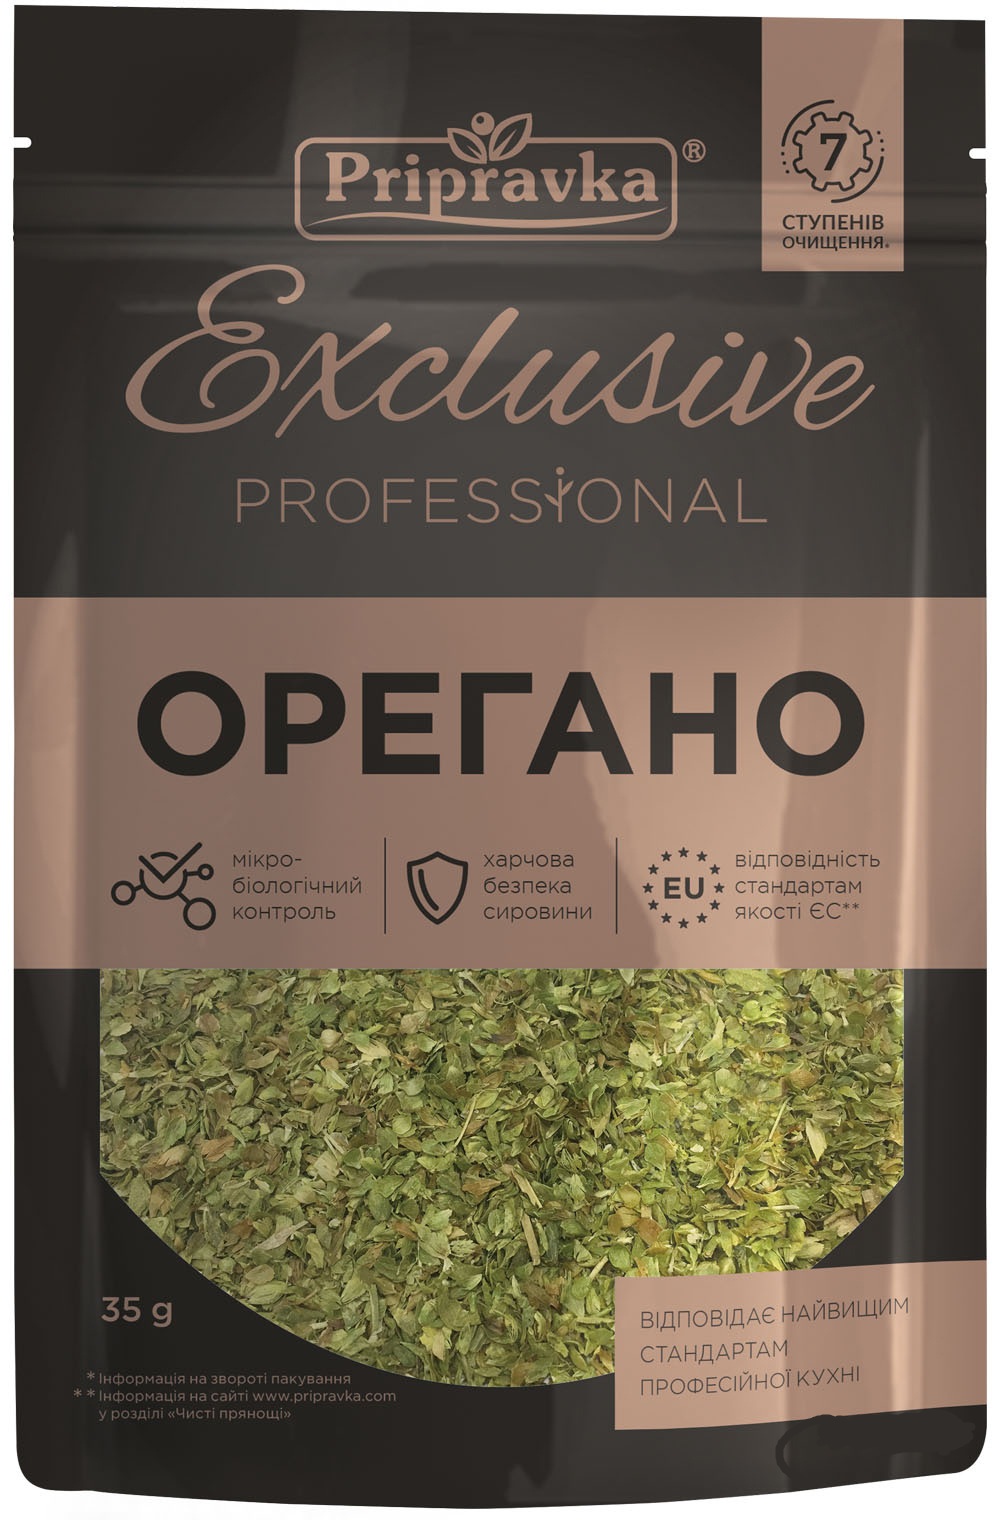 Pripravka®
7
СТУПЕНІВ
ОЧИЩЕННЯ*
Exclusive
PROFESSIONAL
ОРЕГАНО
мікро-
біологічний
контроль
харчова
безпека
сировини
EU
відповідність
стандартам
якості ЄС**
35 g
ВІДПОВІДАЄ НАЙВИЩИМ
СТАНДАРТАМ
ПРОФЕСІЙНОЇ КУХНІ
* Інформація на звороті пакування
** Інформація на сайті www.pripravka.com
у розділі «Чисті прянощі»